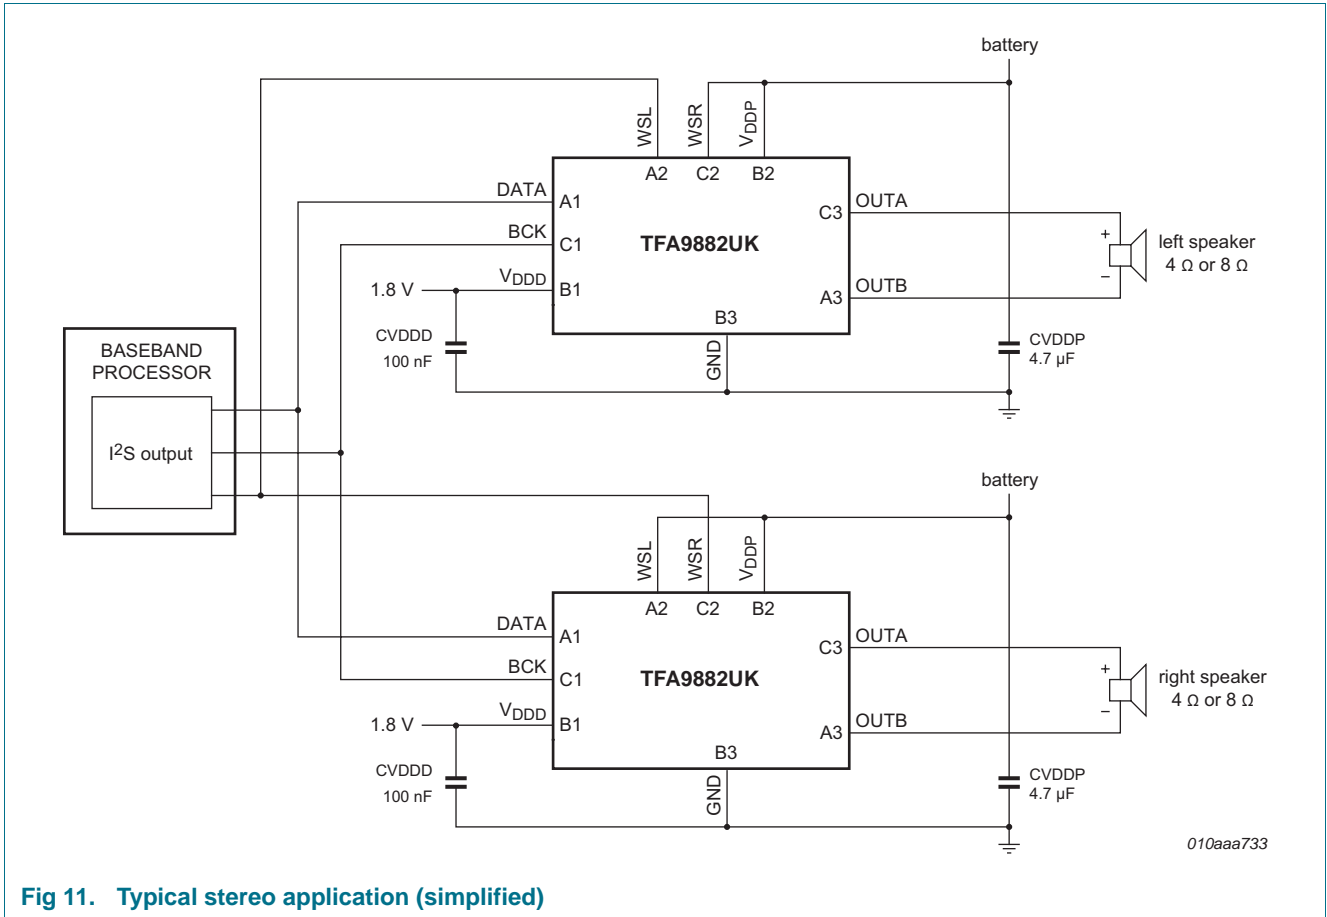 battery
WSL
WSR
VDDP
A2
C2
B2
DATA
A1
BCK
C1
TFA9882UK
C3
OUTA
+
left speaker
4 Ω or 8 Ω
−
1.8 V
VDDD
B1
A3
OUTB
B3
GND
CVDDD
100 nF
CVDDP
4.7 μF
BASEBAND
PROCESSOR
I2S output
battery
WSL
WSR
VDDP
A2
C2
B2
DATA
A1
BCK
C1
TFA9882UK
C3
OUTA
+
right speaker
4 Ω or 8 Ω
−
1.8 V
VDDD
B1
A3
OUTB
B3
GND
CVDDD
100 nF
CVDDP
4.7 μF
010aaa733
Fig 11. Typical stereo application (simplified)